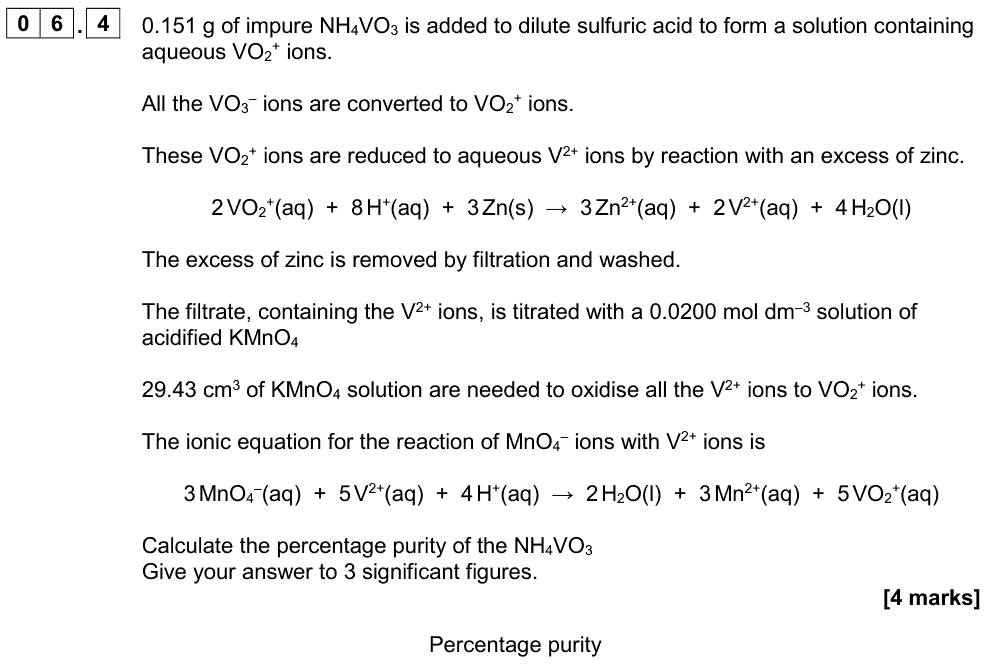 0 6 . 4 0.151 g of impure NH₄VO₃ is added to dilute sulfuric acid to form a solution containing
aqueous VO₂⁺ ions.
All the VO₃⁻ ions are converted to VO₂⁺ ions.
These VO₂⁺ ions are reduced to aqueous V²⁺ ions by reaction with an excess of zinc.
2 VO₂⁺(aq) + 8 H⁺(aq) + 3 Zn(s) → 3 Zn²⁺(aq) + 2 V²⁺(aq) + 4 H₂O(l)
The excess of zinc is removed by filtration and washed.
The filtrate, containing the V²⁺ ions, is titrated with a 0.0200 mol dm⁻³ solution of
acidified KMnO₄
29.43 cm³ of KMnO₄ solution are needed to oxidise all the V²⁺ ions to VO₂⁺ ions.
The ionic equation for the reaction of MnO₄⁻ ions with V²⁺ ions is
3 MnO₄⁻(aq) + 5 V²⁺(aq) + 4 H⁺(aq) → 2 H₂O(l) + 3 Mn²⁺(aq) + 5 VO₂⁺(aq)
Calculate the percentage purity of the NH₄VO₃
Give your answer to 3 significant figures.
[4 marks]
Percentage purity